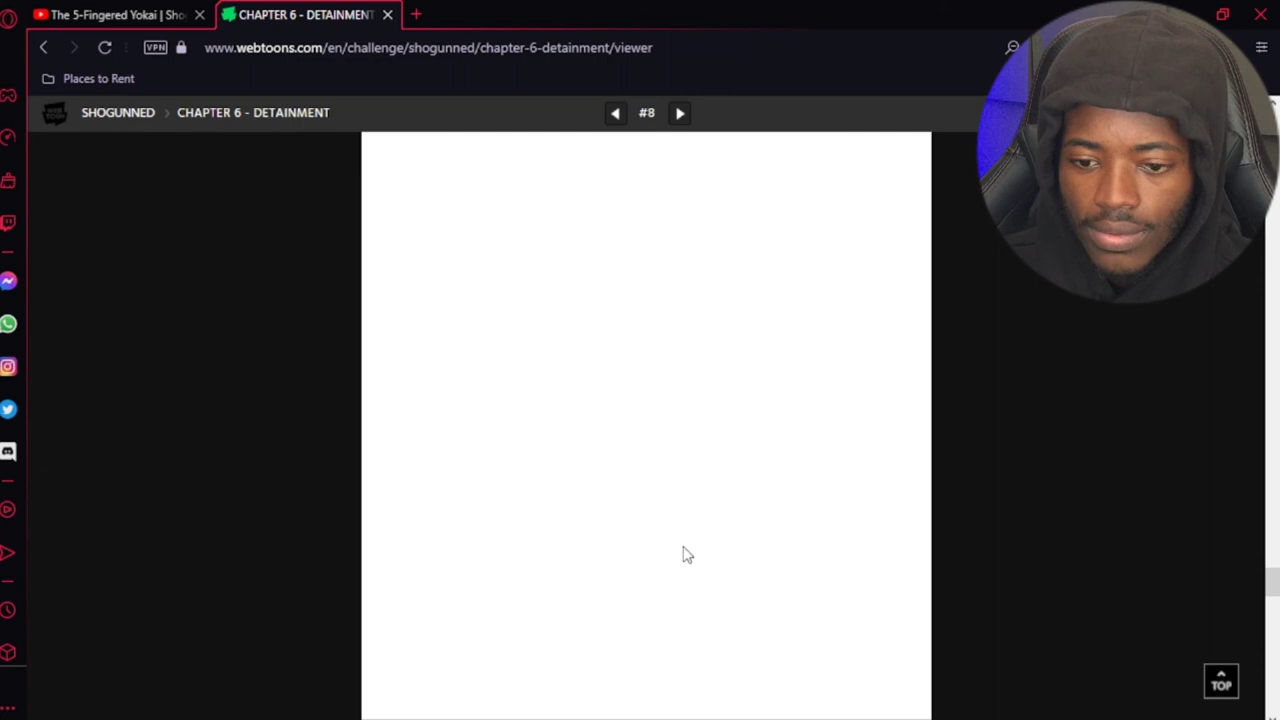 The 5-Fingered Yokai | Sho
CHAPTER 6 - DETAINMENT
VPN
www.webtoons.com/en/challenge/shogunned/chapter-6-detainment/viewer
Places to Rent
SHOGUNNED > CHAPTER 6 - DETAINMENT
#8
TOP